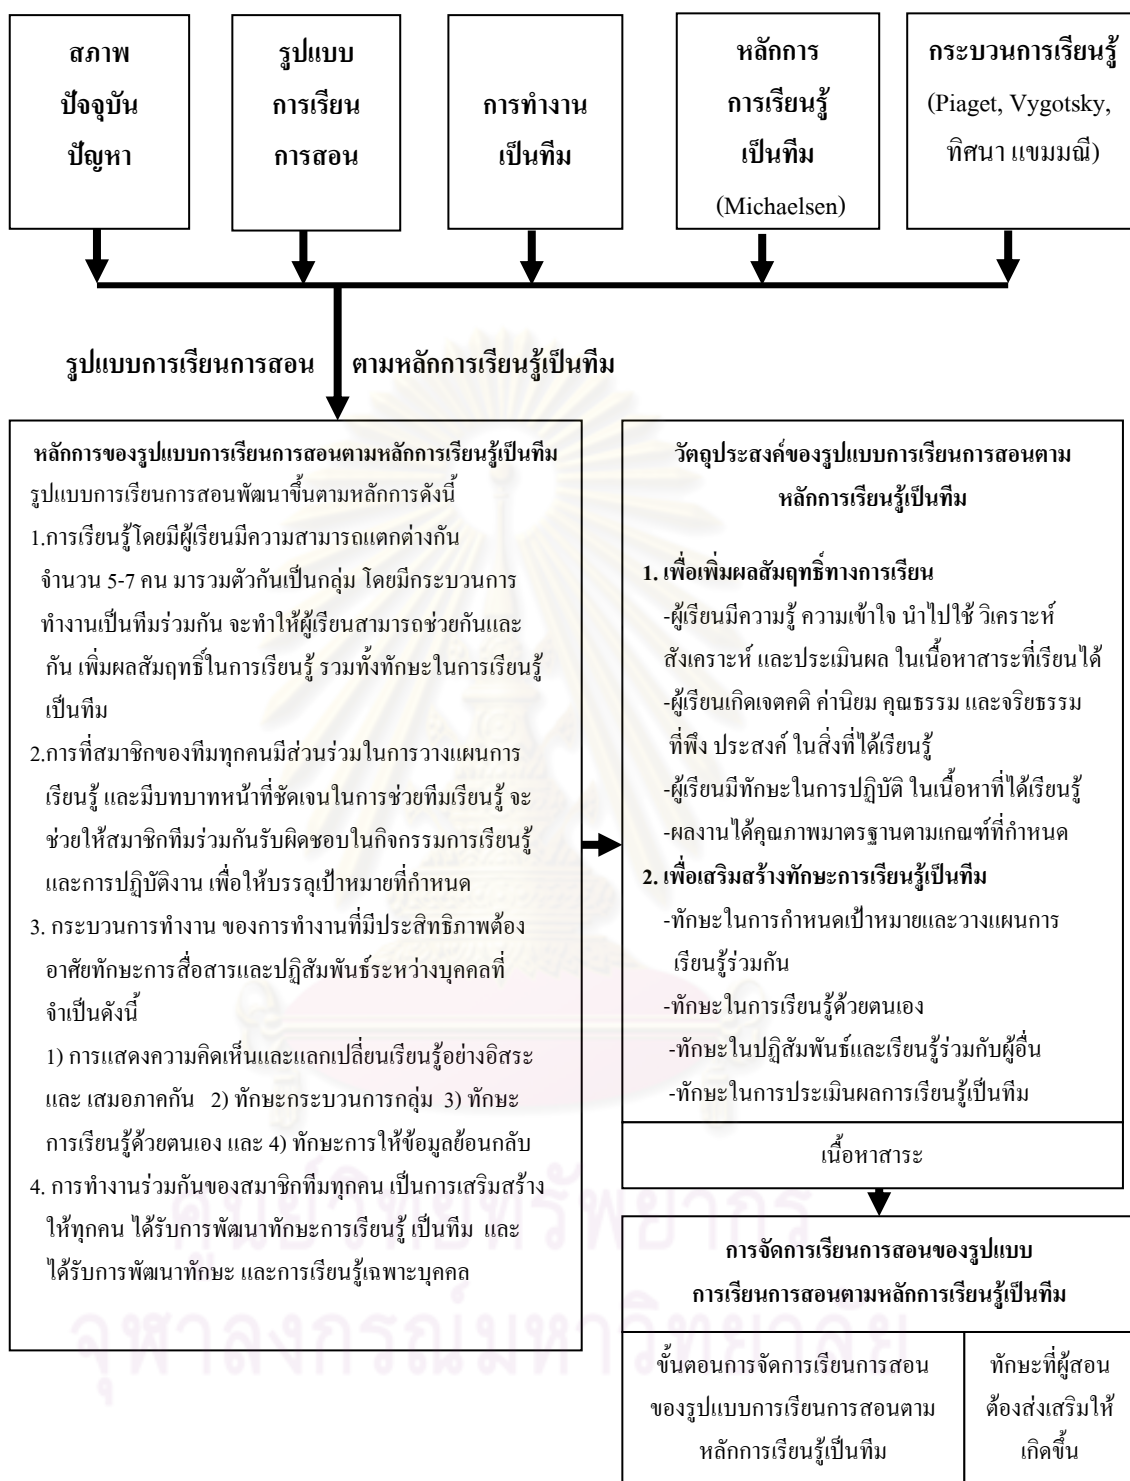 สภาพ
ปัจจุบัน
ปัญหา
รูปแบบ
การเรียน
การสอน
การทำงาน
เป็นทีม
หลักการ
การเรียนรู้
เป็นทีม
(Michaelsen)
กระบวนการเรียนรู้
(Piaget, Vygotsky,
ทิศนา แขมมณี)
รูปแบบการเรียนการสอน ตามหลักการเรียนรู้เป็นทีม
หลักการของรูปแบบการเรียนการสอนตามหลักการเรียนรู้เป็นทีม
รูปแบบการเรียนการสอนพัฒนาขึ้นตามหลักการดังนี้
1.การเรียนรู้โดยมีผู้เรียนมีความสามารถแตกต่างกัน
จำนวน 5-7 คน มารวมตัวกันเป็นกลุ่ม โดยมีกระบวนการ
ทำงานเป็นทีมร่วมกัน จะทำให้ผู้เรียนสามารถช่วยกันและ
กัน เพิ่มผลสัมฤทธิ์ในการเรียนรู้ รวมทั้งทักษะในการเรียนรู้
เป็นทีม
2.การที่สมาชิกของทีมทุกคนมีส่วนร่วมในการวางแผนการ
เรียนรู้ และมีบทบาทหน้าที่ชัดเจนในการช่วยทีมเรียนรู้ จะ
ช่วยให้สมาชิกทีมร่วมกันรับผิดชอบในกิจกรรมการเรียนรู้
และการปฏิบัติงาน เพื่อให้บรรลุเป้าหมายที่กำหนด
3. กระบวนการทำงาน ของการทำงานที่มีประสิทธิภาพต้อง
อาศัยทักษะการสื่อสารและปฏิสัมพันธ์ระหว่างบุคคลที่
จำเป็นดังนี้
1) การแสดงความคิดเห็นและแลกเปลี่ยนเรียนรู้อย่างอิสระ
และ เสมอภาคกัน 2) ทักษะกระบวนการกลุ่ม 3) ทักษะ
การเรียนรู้ด้วยตนเอง และ 4) ทักษะการให้ข้อมูลย้อนกลับ
4. การทำงานร่วมกันของสมาชิกทีมทุกคน เป็นการเสริมสร้าง
ให้ทุกคน ได้รับการพัฒนาทักษะการเรียนรู้ เป็นทีม และ
ได้รับการพัฒนาทักษะ และการเรียนรู้เฉพาะบุคคล
วัตถุประสงค์ของรูปแบบการเรียนการสอนตาม
หลักการเรียนรู้เป็นทีม
1. เพื่อเพิ่มผลสัมฤทธิ์ทางการเรียน
-ผู้เรียนมีความรู้ ความเข้าใจ นำไปใช้ วิเคราะห์
สังเคราะห์ และประเมินผล ในเนื้อหาสาระที่เรียนได้
-ผู้เรียนเกิดเจตคติ ค่านิยม คุณธรรม และจริยธรรม
ที่พึง ประสงค์ ในสิ่งที่ได้เรียนรู้
-ผู้เรียนมีทักษะในการปฏิบัติ ในเนื้อหาที่ได้เรียนรู้
-ผลงานได้คุณภาพมาตรฐานตามเกณฑ์ที่กำหนด
2. เพื่อเสริมสร้างทักษะการเรียนรู้เป็นทีม
-ทักษะในการกำหนดเป้าหมายและวางแผนการ
เรียนรู้ร่วมกัน
-ทักษะในการเรียนรู้ด้วยตนเอง
-ทักษะในปฏิสัมพันธ์และเรียนรู้ร่วมกับผู้อื่น
-ทักษะในการประเมินผลการเรียนรู้เป็นทีม
เนื้อหาสาระ
การจัดการเรียนการสอนของรูปแบบ
การเรียนการสอนตามหลักการเรียนรู้เป็นทีม
ขั้นตอนการจัดการเรียนการสอน
ของรูปแบบการเรียนการสอนตาม
หลักการเรียนรู้เป็นทีม
ทักษะที่ผู้สอน
ต้องส่งเสริมให้
เกิดขึ้น
ศูนย์วิทยทรัพยากร
จุฬาลงกรณ์มหาวิทยาลัย